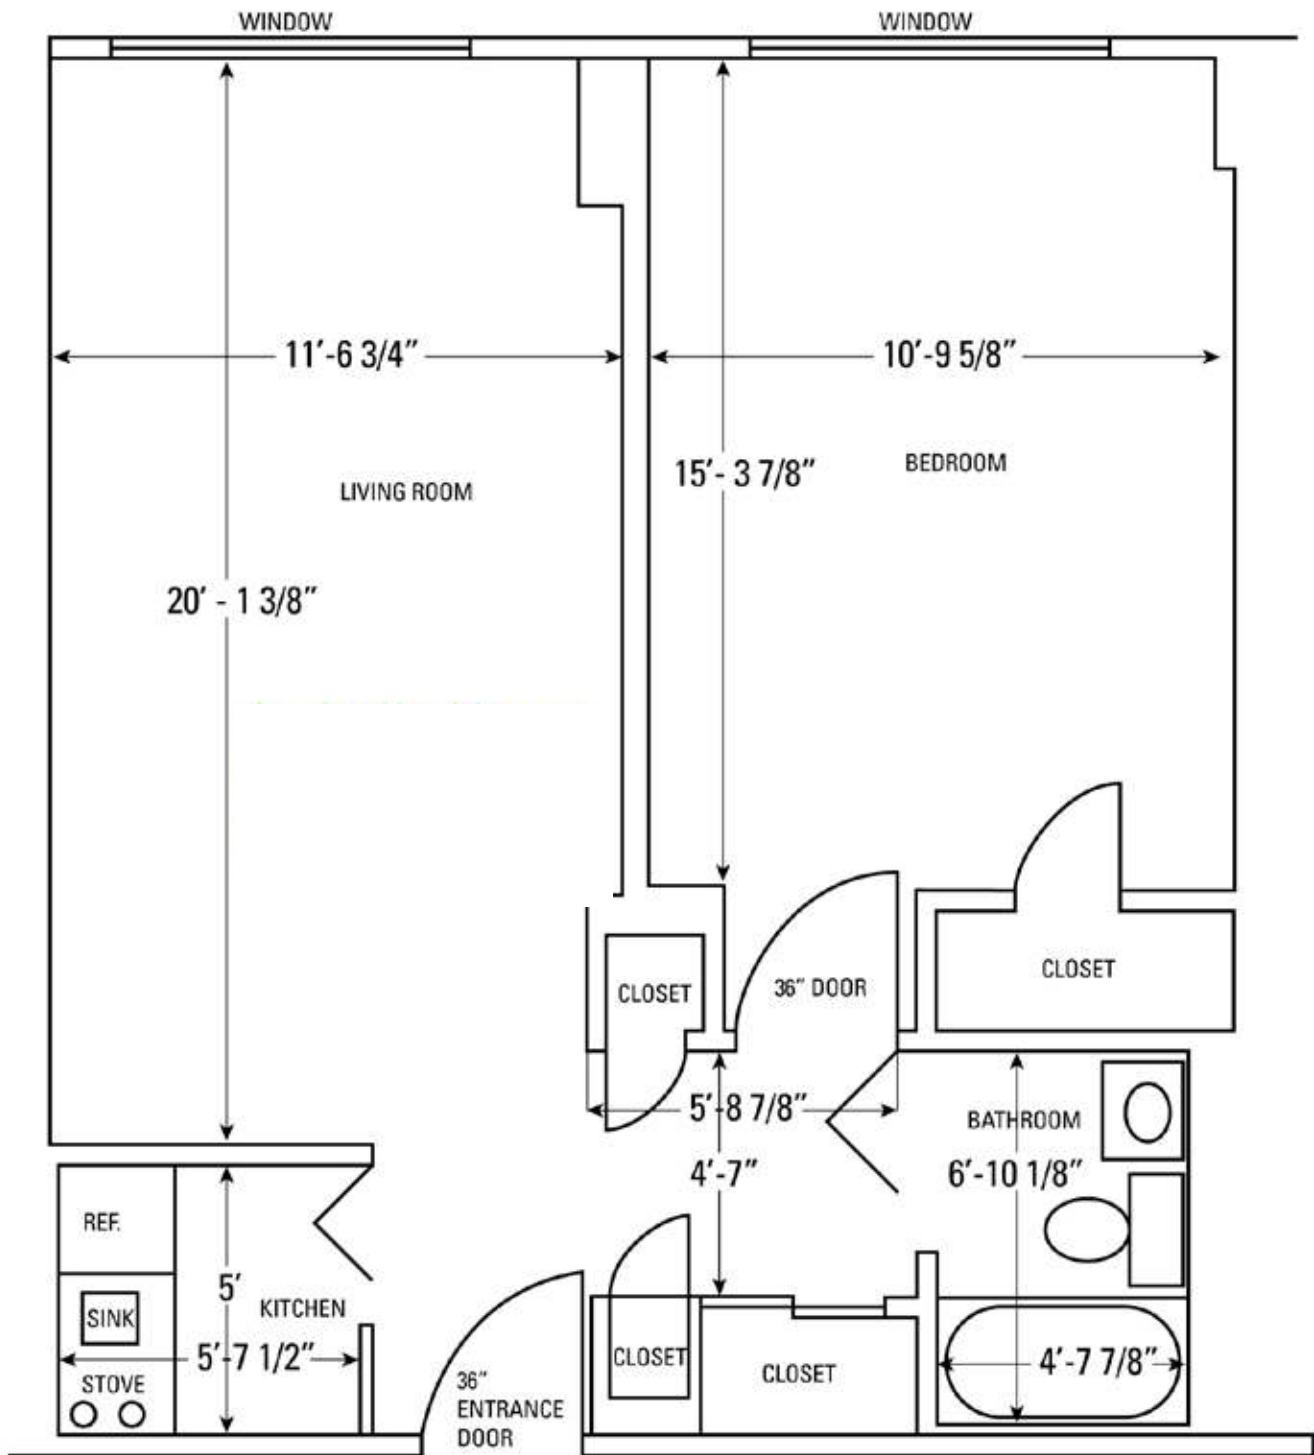 WINDOW
WINDOW
11'-6 3/4"
10'-9 5/8"
BEDROOM
15'- 3 7/8"
LIVING ROOM
20' - 1 3/8"
CLOSET
36" DOOR
CLOSET
5'-8 7/8"
BATHROOM
4'-7"
6'-10 1/8"
REF.
5'
KITCHEN
SINK
5'-7 1/2"
STOVE
CLOSET
CLOSET
4'-7 7/8"
36"
ENTRANCE
DOOR